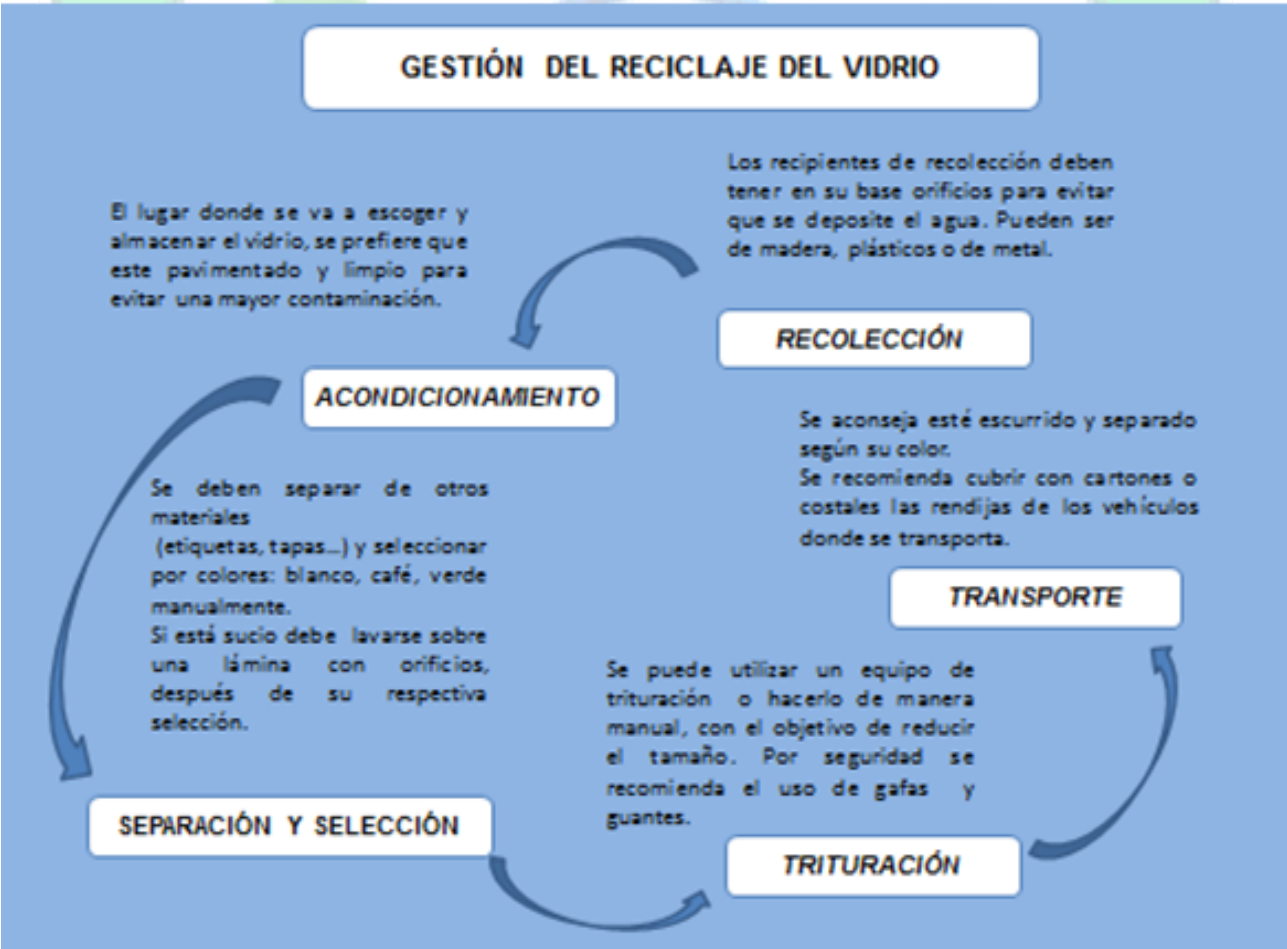 GESTIÓN DEL RECICLAJE DEL VIDRIO
Los recipientes de recolección deben
tener en su base orificios para evitar
que se deposite el agua. Pueden ser
de madera, plásticos o de metal.
RECOLECCIÓN
El lugar donde se va a escoger y
almacenar el vidrio, se prefiere que
este pavimentado y limpio para
evitar una mayor contaminación.
ACONDICIONAMIENTO
Se deben separar de otros
materiales
(etiquetas, tapas...) y seleccionar
por colores: blanco, café, verde
manualmente.
Si está sucio debe lavarse sobre
una lámina con orificios,
después de su respectiva
selección.
SEPARACIÓN Y SELECCIÓN
Se puede utilizar un equipo de
trituración o hacerlo de manera
manual, con el objetivo de reducir
el tamaño. Por seguridad se
recomienda el uso de gafas y
guantes.
TRITURACIÓN
Se aconseja esté escurrido y separado
según su color.
Se recomienda cubrir con cartones o
costales las rendijas de los vehículos
donde se transporta.
TRANSPORTE